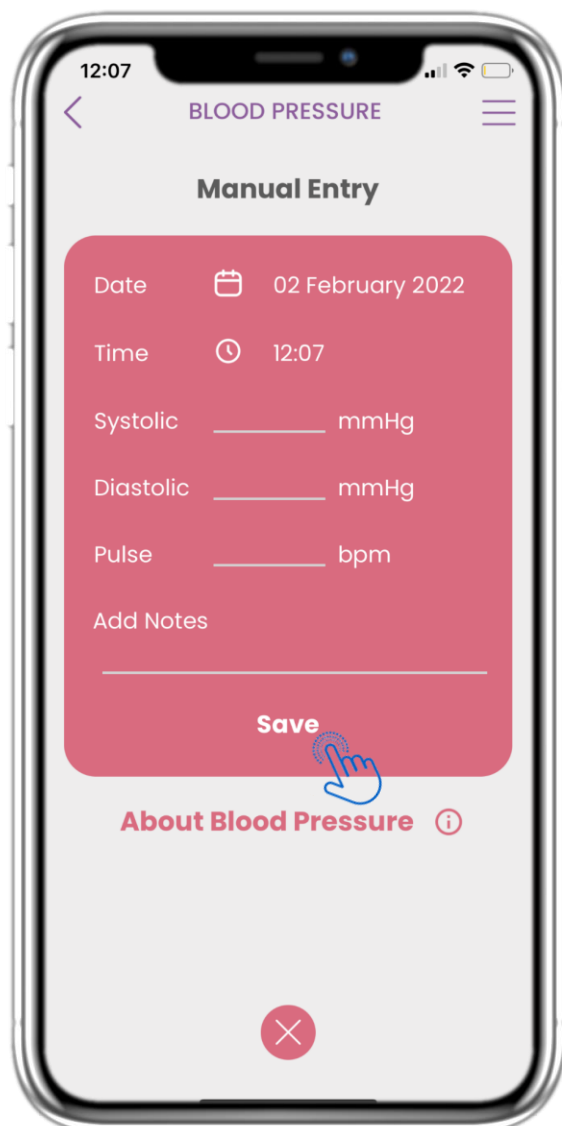 12:07
BLOOD PRESSURE
Manual Entry
Date 02 February 2022
Time 12:07
Systolic mmHg
Diastolic mmHg
Pulse bpm
Add Notes
Save
About Blood Pressure